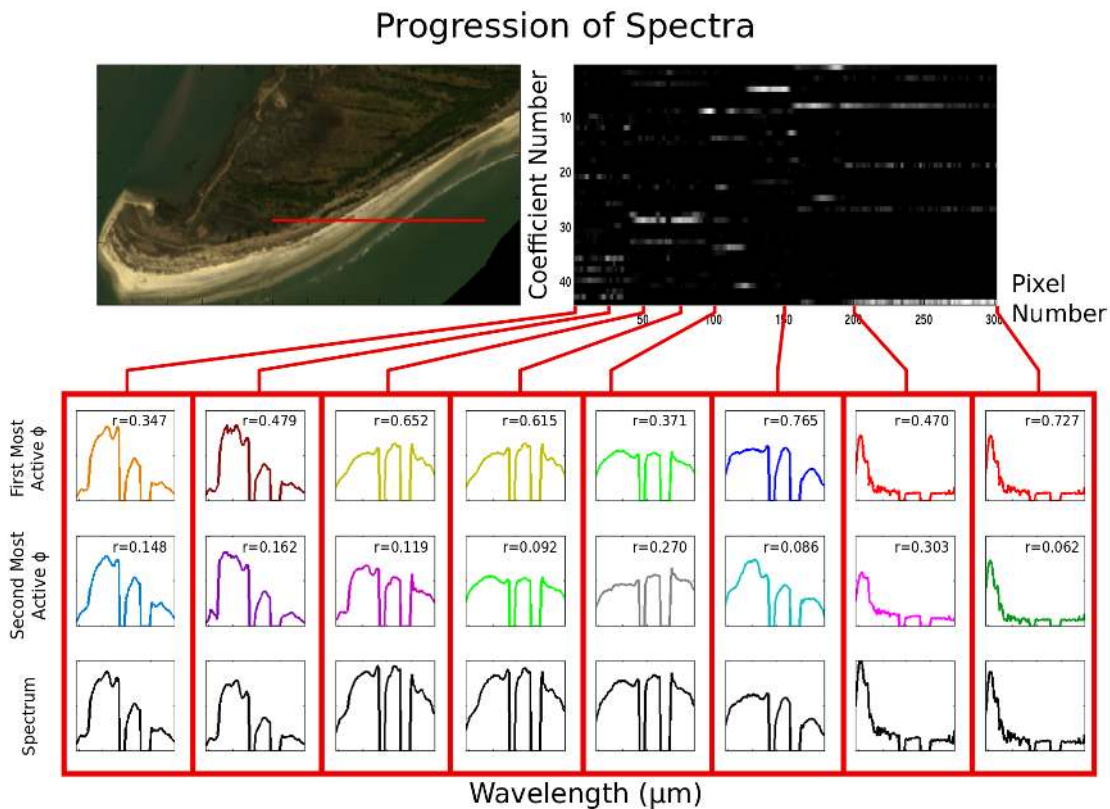 Progression of Spectra
Coefficient Number
10
20
30
40
50
100
150
200
250
300
Pixel
Number
First Most
Active ϕ
r=0.347
r=0.479
r=0.652
r=0.615
r=0.371
r=0.765
r=0.470
r=0.727
Second Most
Active ϕ
r=0.148
r=0.162
r=0.119
r=0.092
r=0.270
r=0.086
r=0.303
r=0.062
Spectrum
Wavelength (µm)